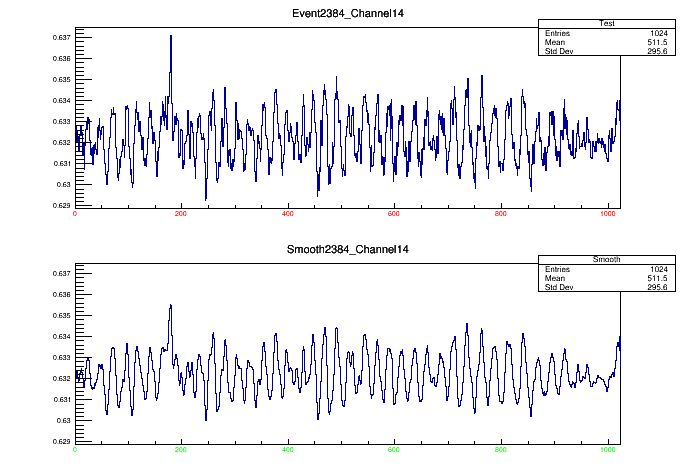 Event2384_Channel14
Test
Entries 1024
Mean 511.5
Std Dev 295.6
0.637
0.636
0.635
0.634
0.633
0.632
0.631
0.63
0.629
0 200 400 600 800 1000
Smooth2384_Channel14
Smooth
Entries 1024
Mean 511.5
Std Dev 295.6
0.637
0.636
0.635
0.634
0.633
0.632
0.631
0.63
0.629
0 200 400 600 800 1000